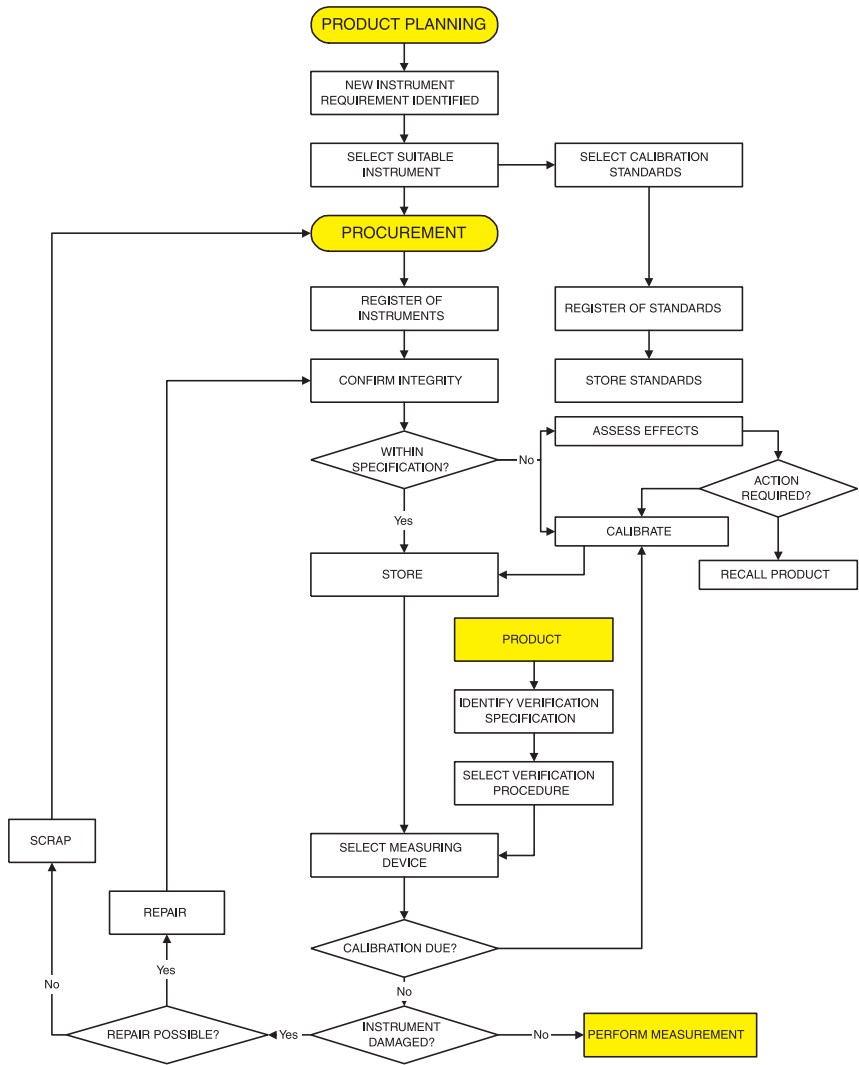 PRODUCT PLANNING
NEW INSTRUMENT
REQUIREMENT IDENTIFIED
SELECT SUITABLE
INSTRUMENT
SELECT CALIBRATION
STANDARDS
PROCUREMENT
REGISTER OF
INSTRUMENTS
REGISTER OF STANDARDS
CONFIRM INTEGRITY
STORE STANDARDS
WITHIN
SPECIFICATION?
No
ASSESS EFFECTS
ACTION
REQUIRED?
Yes
CALIBRATE
STORE
RECALL PRODUCT
PRODUCT
IDENTIFY VERIFICATION
SPECIFICATION
SELECT VERIFICATION
PROCEDURE
SCRAP
SELECT MEASURING
DEVICE
REPAIR
CALIBRATION DUE?
No
Yes
No
REPAIR POSSIBLE?
Yes
INSTRUMENT
DAMAGED?
No
PERFORM MEASUREMENT